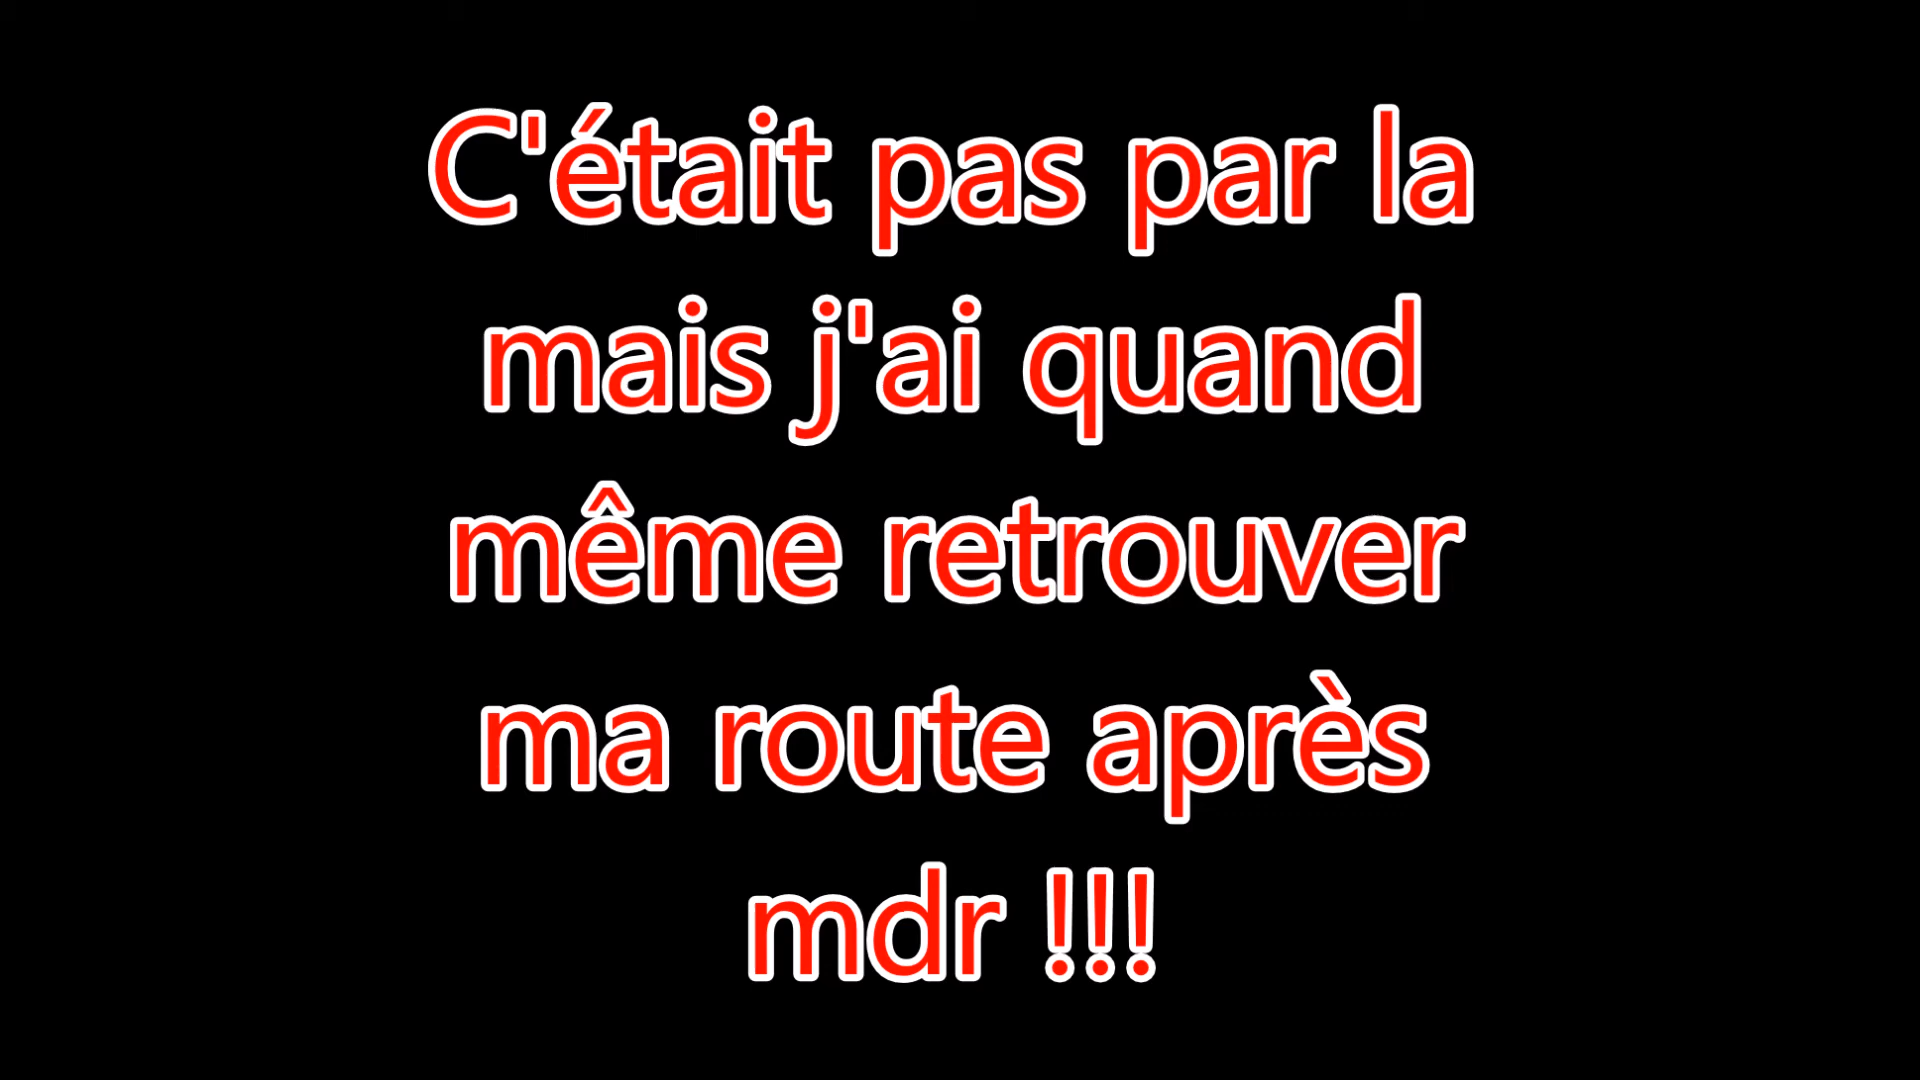 C'était pas par la
mais j'ai quand
même retrouver
ma route après
mdr !!!